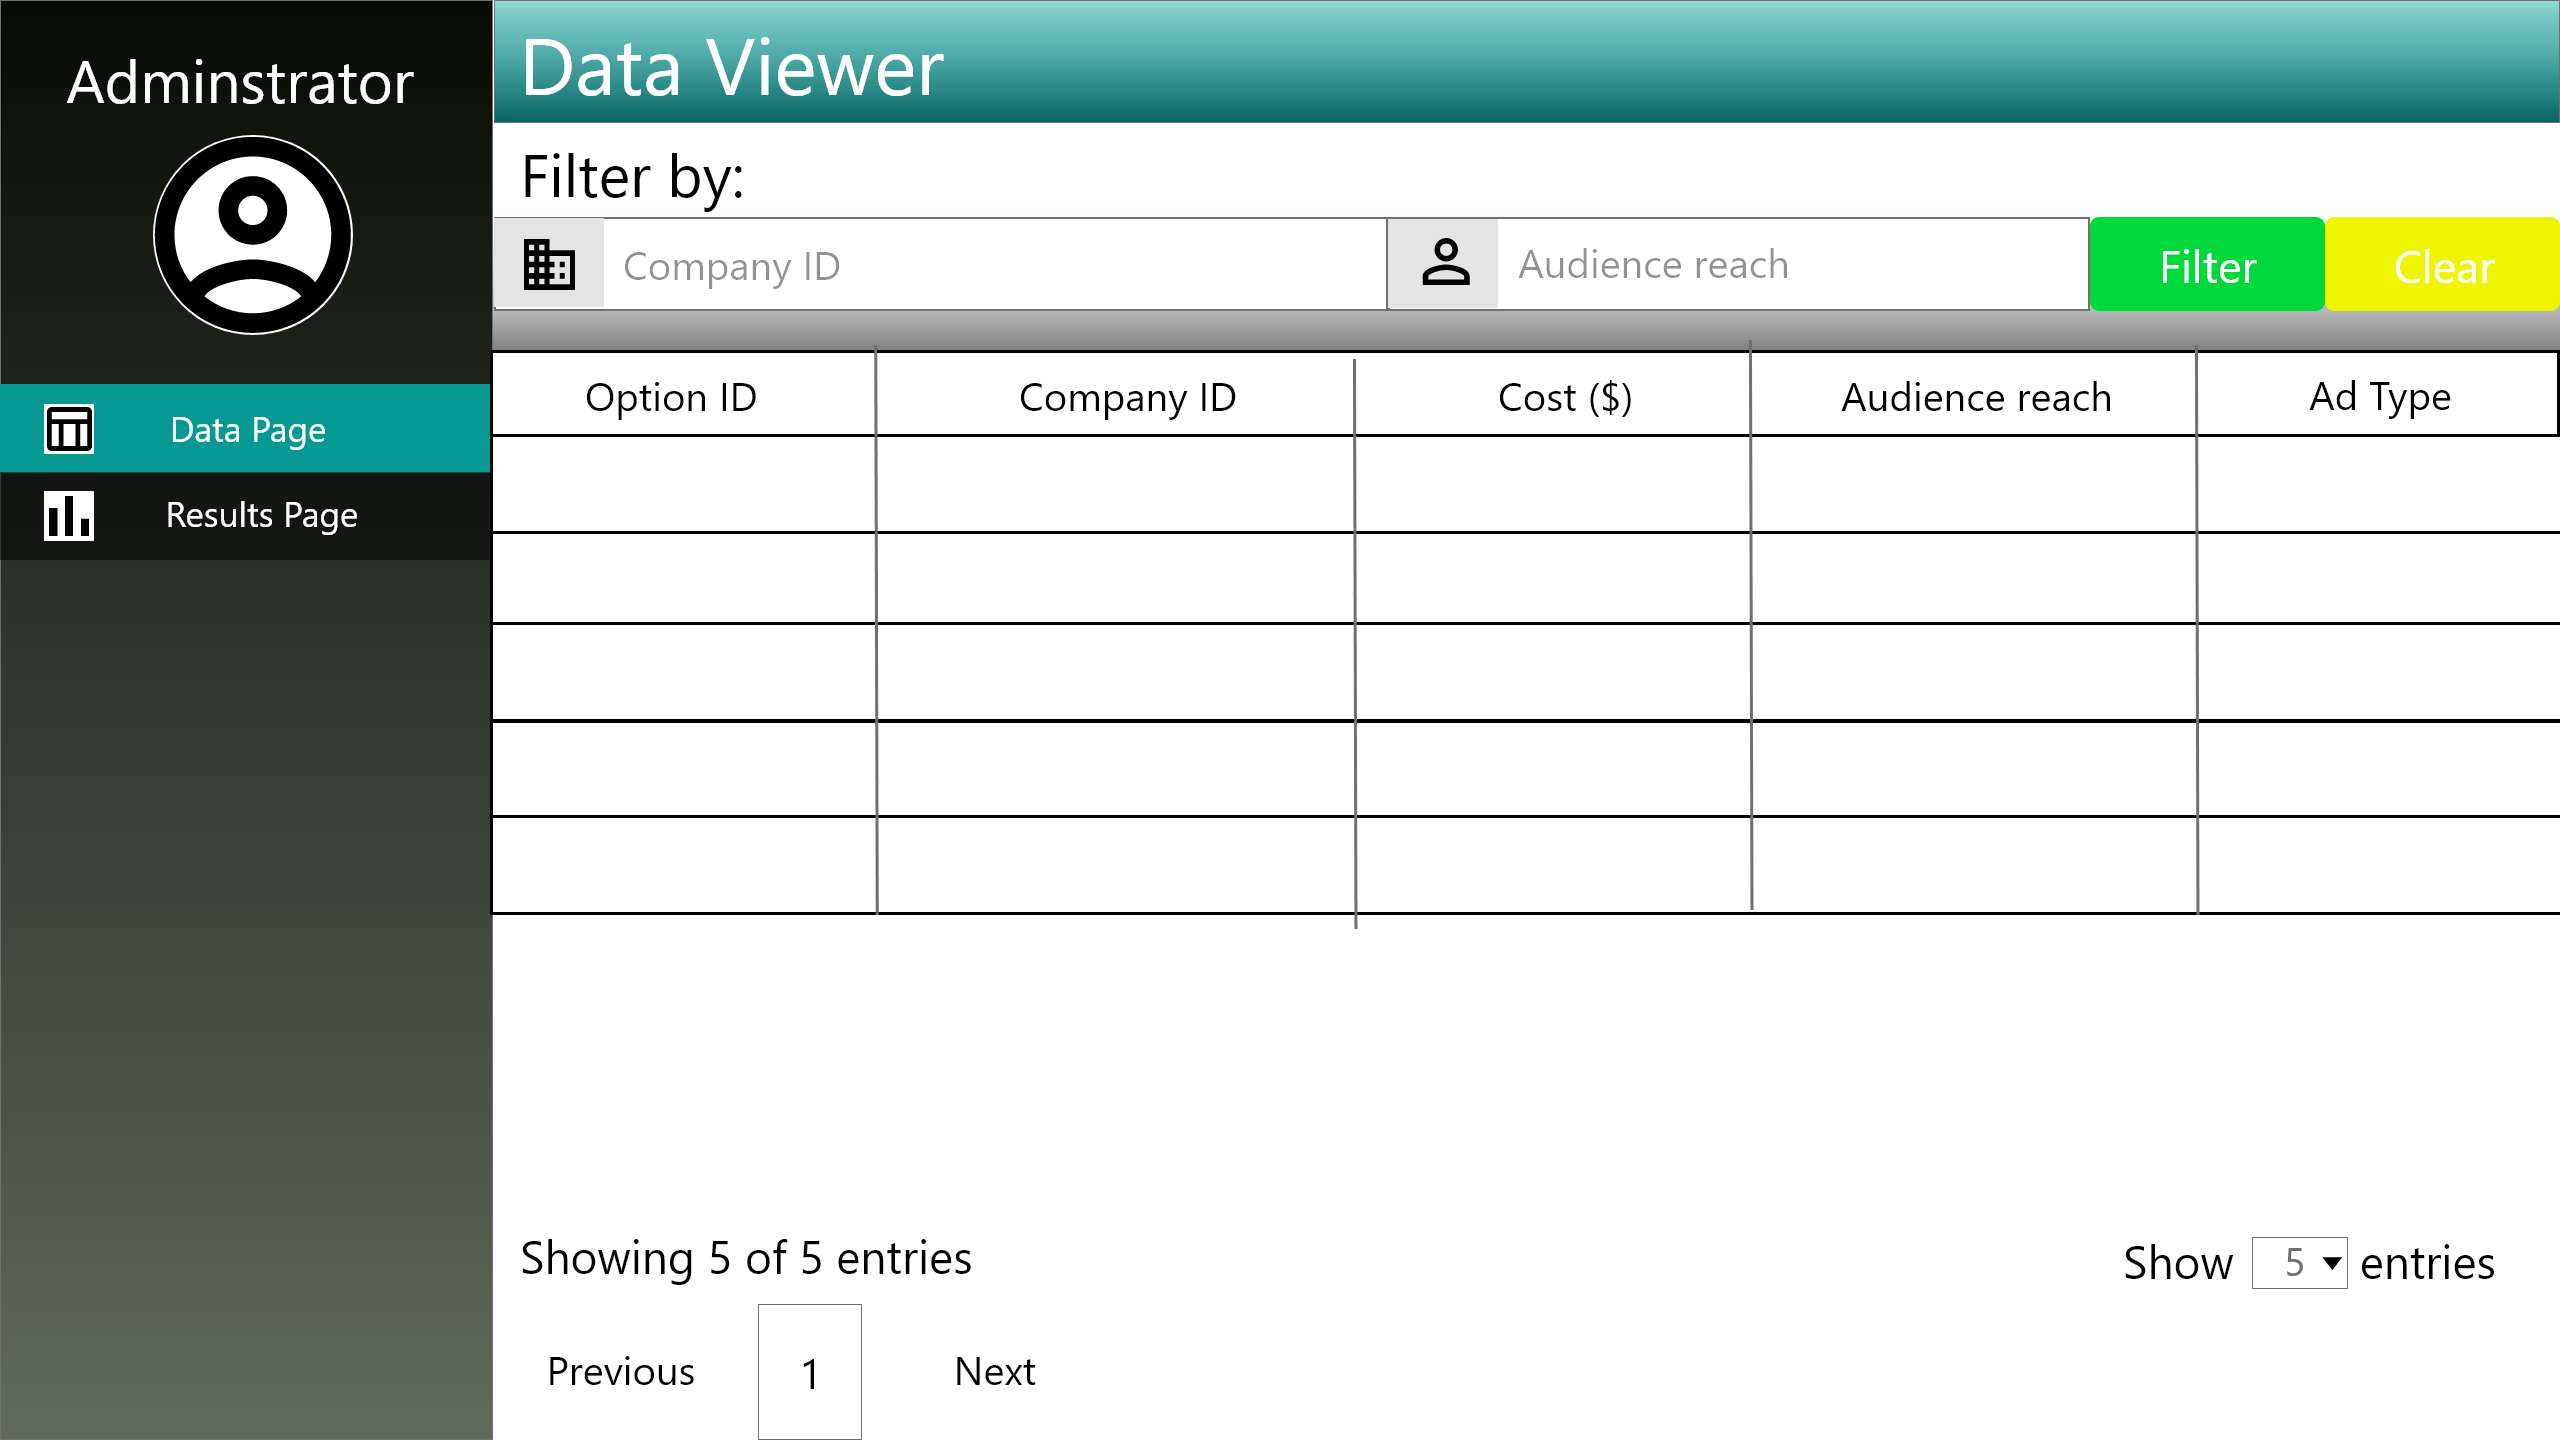 Adminstrator
Data Page
Results Page
Data Viewer
Filter by:
Company ID
Audience reach
Filter
Clear
Option ID
Company ID
Cost ($)
Audience reach
Ad Type
Showing 5 of 5 entries
Show 5 entries
Previous
1
Next